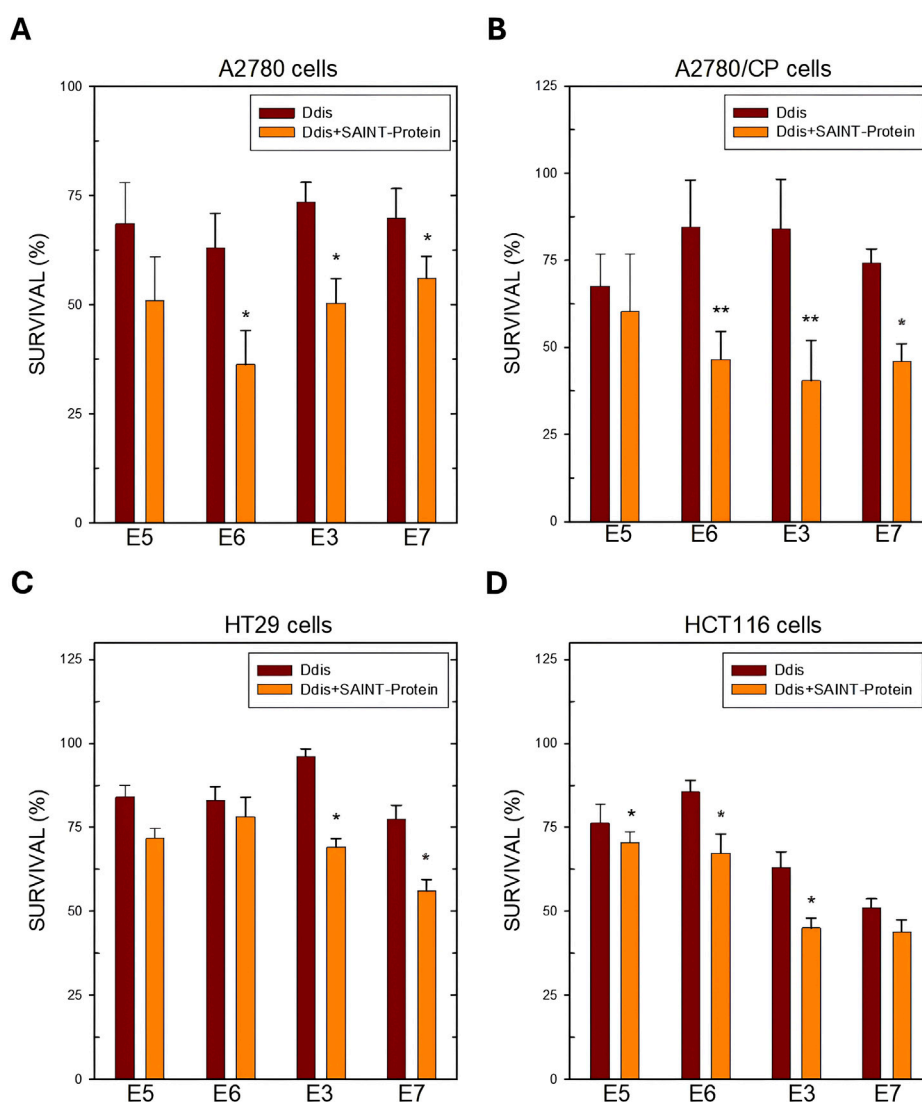 A
A2780 cells
100
75
50
25
0
SURVIVAL (%)
Ddis
Ddis+SAINT-Protein
*
*
*
E5 E6 E3 E7
B
A2780/CP cells
125
100
75
50
25
0
SURVIVAL (%)
Ddis
Ddis+SAINT-Protein
**
**
*
E5 E6 E3 E7
C
HT29 cells
125
100
75
50
25
0
SURVIVAL (%)
Ddis
Ddis+SAINT-Protein
*
*
E5 E6 E3 E7
D
HCT116 cells
125
100
75
50
25
0
SURVIVAL (%)
Ddis
Ddis+SAINT-Protein
*
*
*
E5 E6 E3 E7